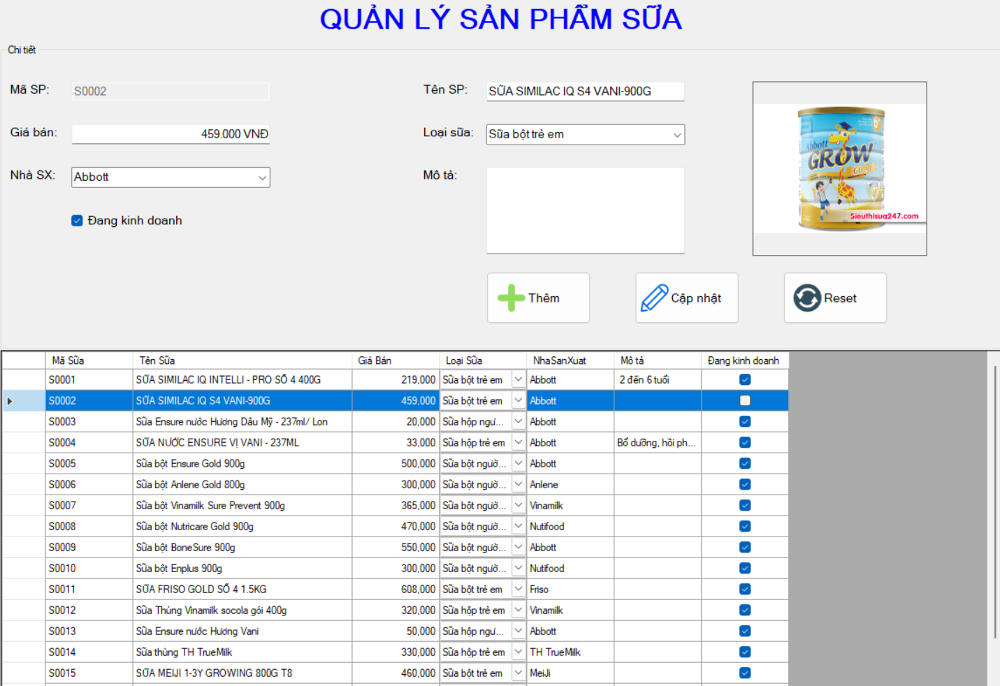 QUẢN LÝ SẢN PHẨM SỮA
Chi tiết
Mã SP: S0002
Tên SP: SỮA SIMILAC IQ S4 VANI-900G
Giá bán: 459.000 VNĐ
Loại sữa: Sữa bột trẻ em
Nhà SX: Abbott
Mô tả:
Đang kinh doanh
Abbott
GROW
GOLD
6+
Sieuthisua247.com
Thêm
Cập nhật
Reset
Mã Sữa Tên Sữa Giá Bán Loại Sữa NhaSanXuat Mô tả Đang kinh doanh
S0001 SỮA SIMILAC IQ INTELLI - PRO SỐ 4 400G 219,000 Sữa bột trẻ em Abbott 2 đến 6 tuổi
S0002 SỮA SIMILAC IQ S4 VANI-900G 459,000 Sữa bột trẻ em Abbott
S0003 Sữa Ensure nước Hương Dâu Mỹ - 237ml/ Lon 20,000 Sữa hộp ngư... Abbott
S0004 SỮA NƯỚC ENSURE VỊ VANI - 237ML 33,000 Sữa hộp trẻ em Abbott Bổ dưỡng, hồi ph...
S0005 Sữa bột Ensure Gold 900g 500,000 Sữa bột ngườ... Abbott
S0006 Sữa bột Anlene Gold 800g 300,000 Sữa bột ngườ... Anlene
S0007 Sữa bột Vinamilk Sure Prevent 900g 365,000 Sữa bột ngườ... Vinamilk
S0008 Sữa bột Nutricare Gold 900g 470,000 Sữa bột ngườ... Nutifood
S0009 Sữa bột BoneSure 900g 550,000 Sữa bột ngườ... Abbott
S0010 Sữa bột Enplus 900g 300,000 Sữa bột ngườ... Nutifood
S0011 SỮA FRISO GOLD SỐ 4 1.5KG 608,000 Sữa bột trẻ em Friso
S0012 Sữa Thùng Vinamilk socola gói 400g 320,000 Sữa hộp trẻ em Vinamilk
S0013 Sữa Ensure nước Hương Vani 50,000 Sữa hộp ngư... Abbott
S0014 Sữa thùng TH TrueMilk 330,000 Sữa hộp trẻ em TH TrueMilk
S0015 SỮA MEIJI 1-3Y GROWING 800G T8 460,000 Sữa bột trẻ em MeiJi